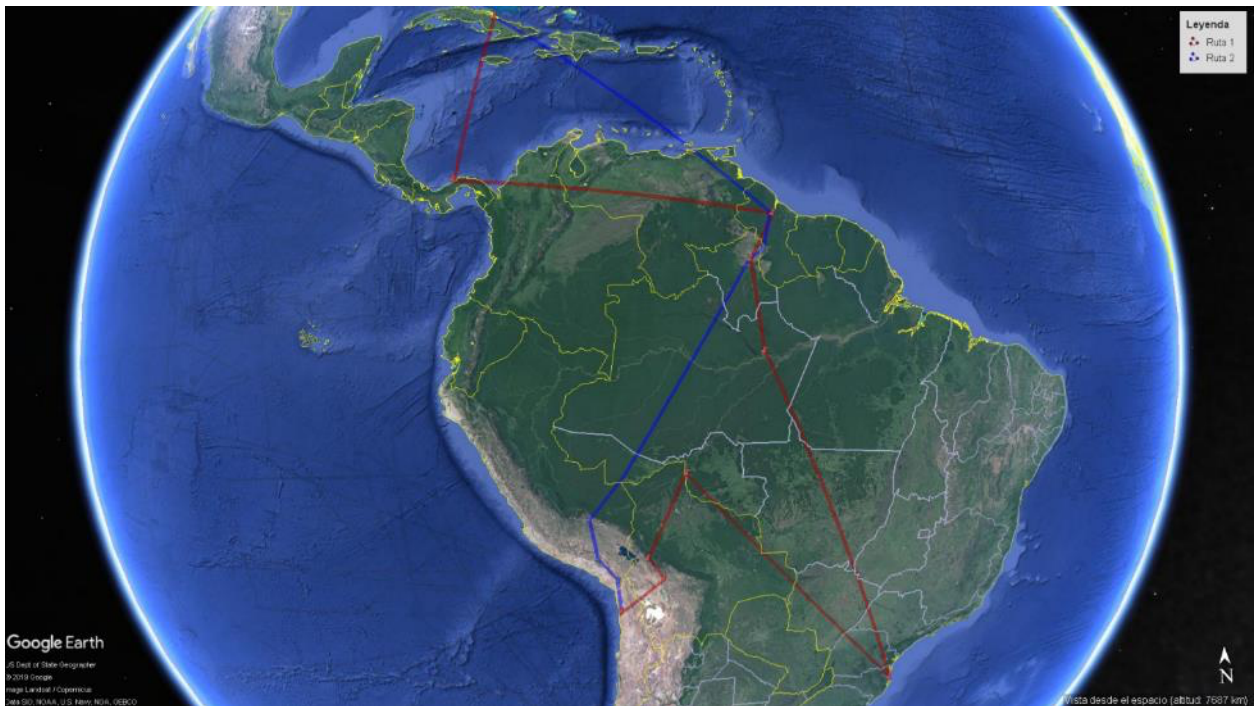 Leyenda
Ruta 1
Ruta 2
Google Earth
US Dept of State Geographer
© 2019 Google
Image Landsat / Copernicus
Data SIO, NOAA, U.S. Navy, NGA, GEBCO
N
Vista desde el espacio (altitud: 7687 km)